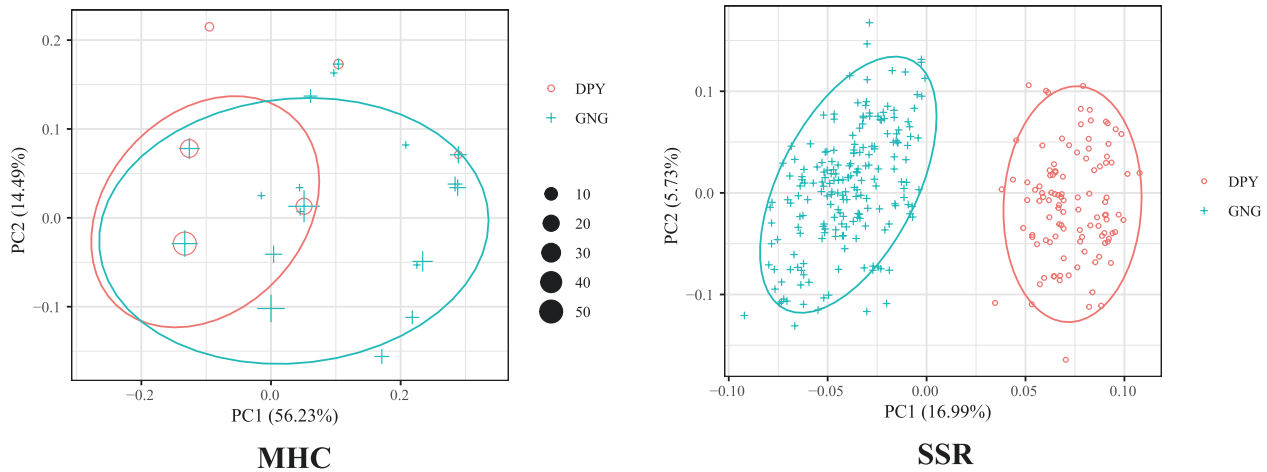 0.2
0.1
0.0
−0.1
PC2 (14.49%)
−0.2
0.0
0.2
PC1 (56.23%)
MHC
DPY
GNG
10
20
30
40
50
0.1
0.0
−0.1
PC2 (5.73%)
−0.10
−0.05
0.00
0.05
0.10
PC1 (16.99%)
SSR
DPY
GNG